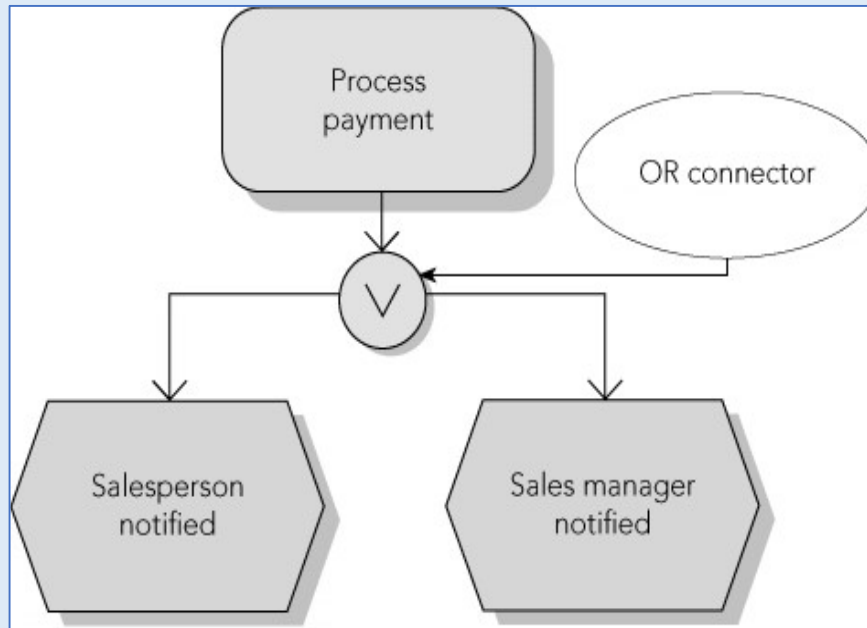 Process
payment
OR connector
V
Salesperson
notified
Sales manager
notified